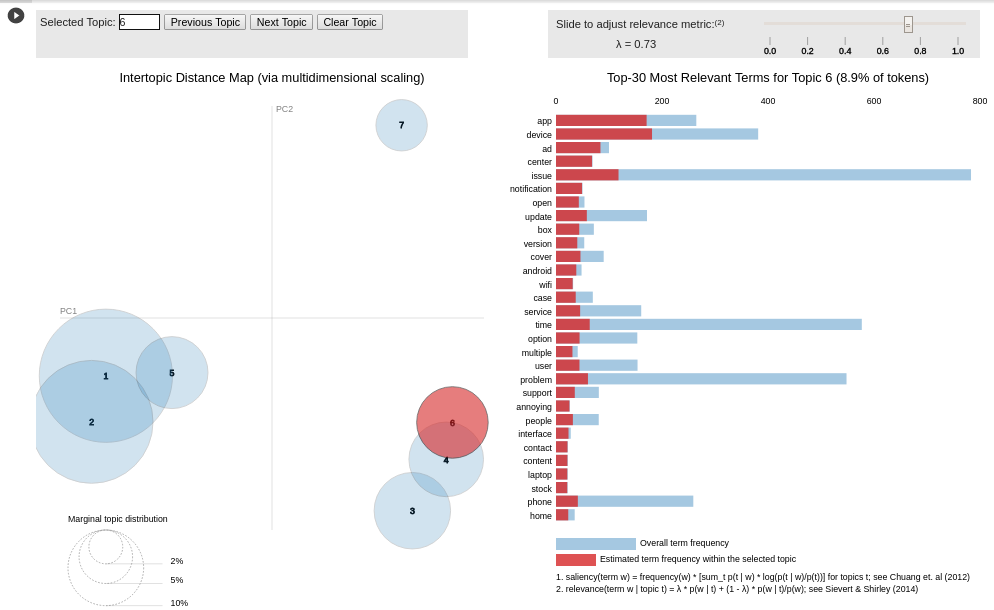 Selected Topic: 6 Previous Topic Next Topic Clear Topic
Slide to adjust relevance metric:(2)
λ = 0.73
0.0 0.2 0.4 0.6 0.8 1.0
Intertopic Distance Map (via multidimensional scaling)
PC2
PC1
7
1
5
2
6
4
3
Marginal topic distribution
2%
5%
10%
Top-30 Most Relevant Terms for Topic 6 (8.9% of tokens)
0 200 400 600 800
app
device
ad
center
issue
notification
open
update
box
version
cover
android
wifi
case
service
time
option
multiple
user
problem
support
annoying
people
interface
contact
content
laptop
stock
phone
home
Overall term frequency
Estimated term frequency within the selected topic
1. saliency(term w) = frequency(w) * [sum_t p(t | w) * log(p(t | w)/p(t))] for topics t; see Chuang et. al (2012)
2. relevance(term w | topic t) = λ * p(w | t) + (1 - λ) * p(w | t)/p(w); see Sievert & Shirley (2014)